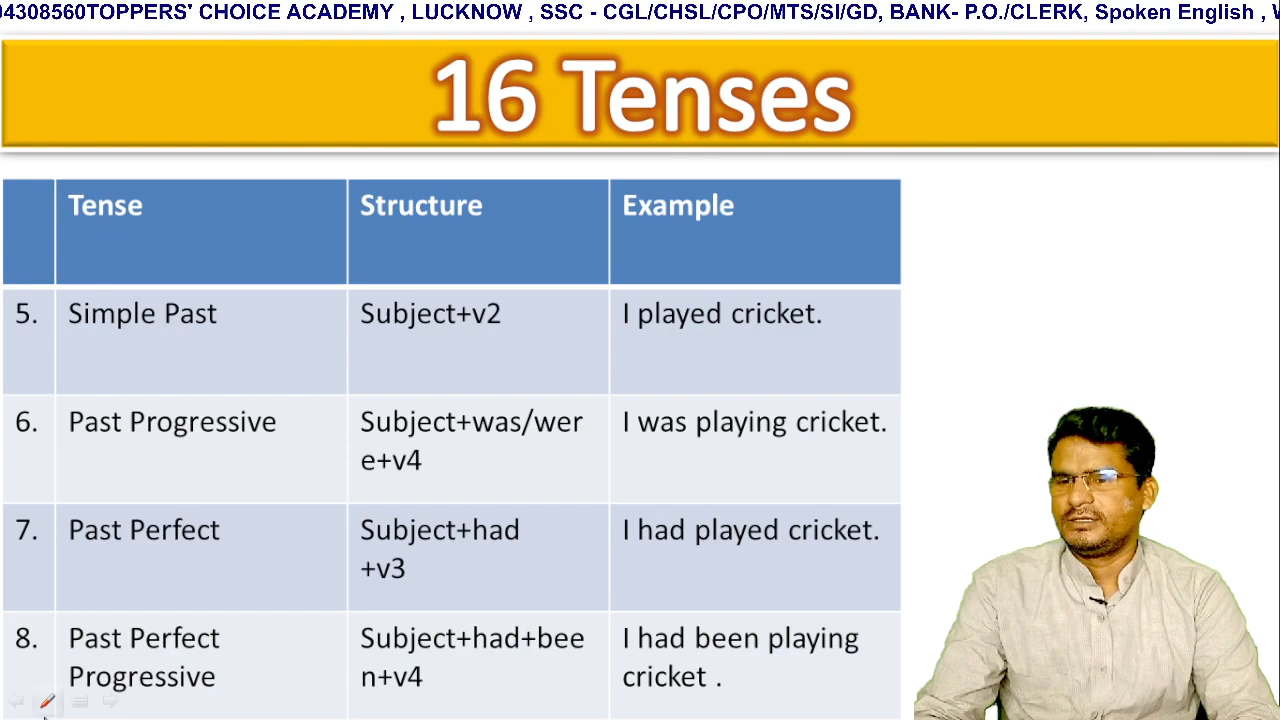 04308560TOPPERS' CHOICE ACADEMY , LUCKNOW , SSC - CGL/CHSL/CPO/MTS/SI/GD, BANK- P.O./CLERK, Spoken English ,
16 Tenses
Tense Structure Example
5. Simple Past Subject+v2 I played cricket.
6. Past Progressive Subject+was/wer I was playing cricket.
e+v4
7. Past Perfect Subject+had I had played cricket.
+v3
8. Past Perfect Subject+had+bee I had been playing
Progressive n+v4 cricket .